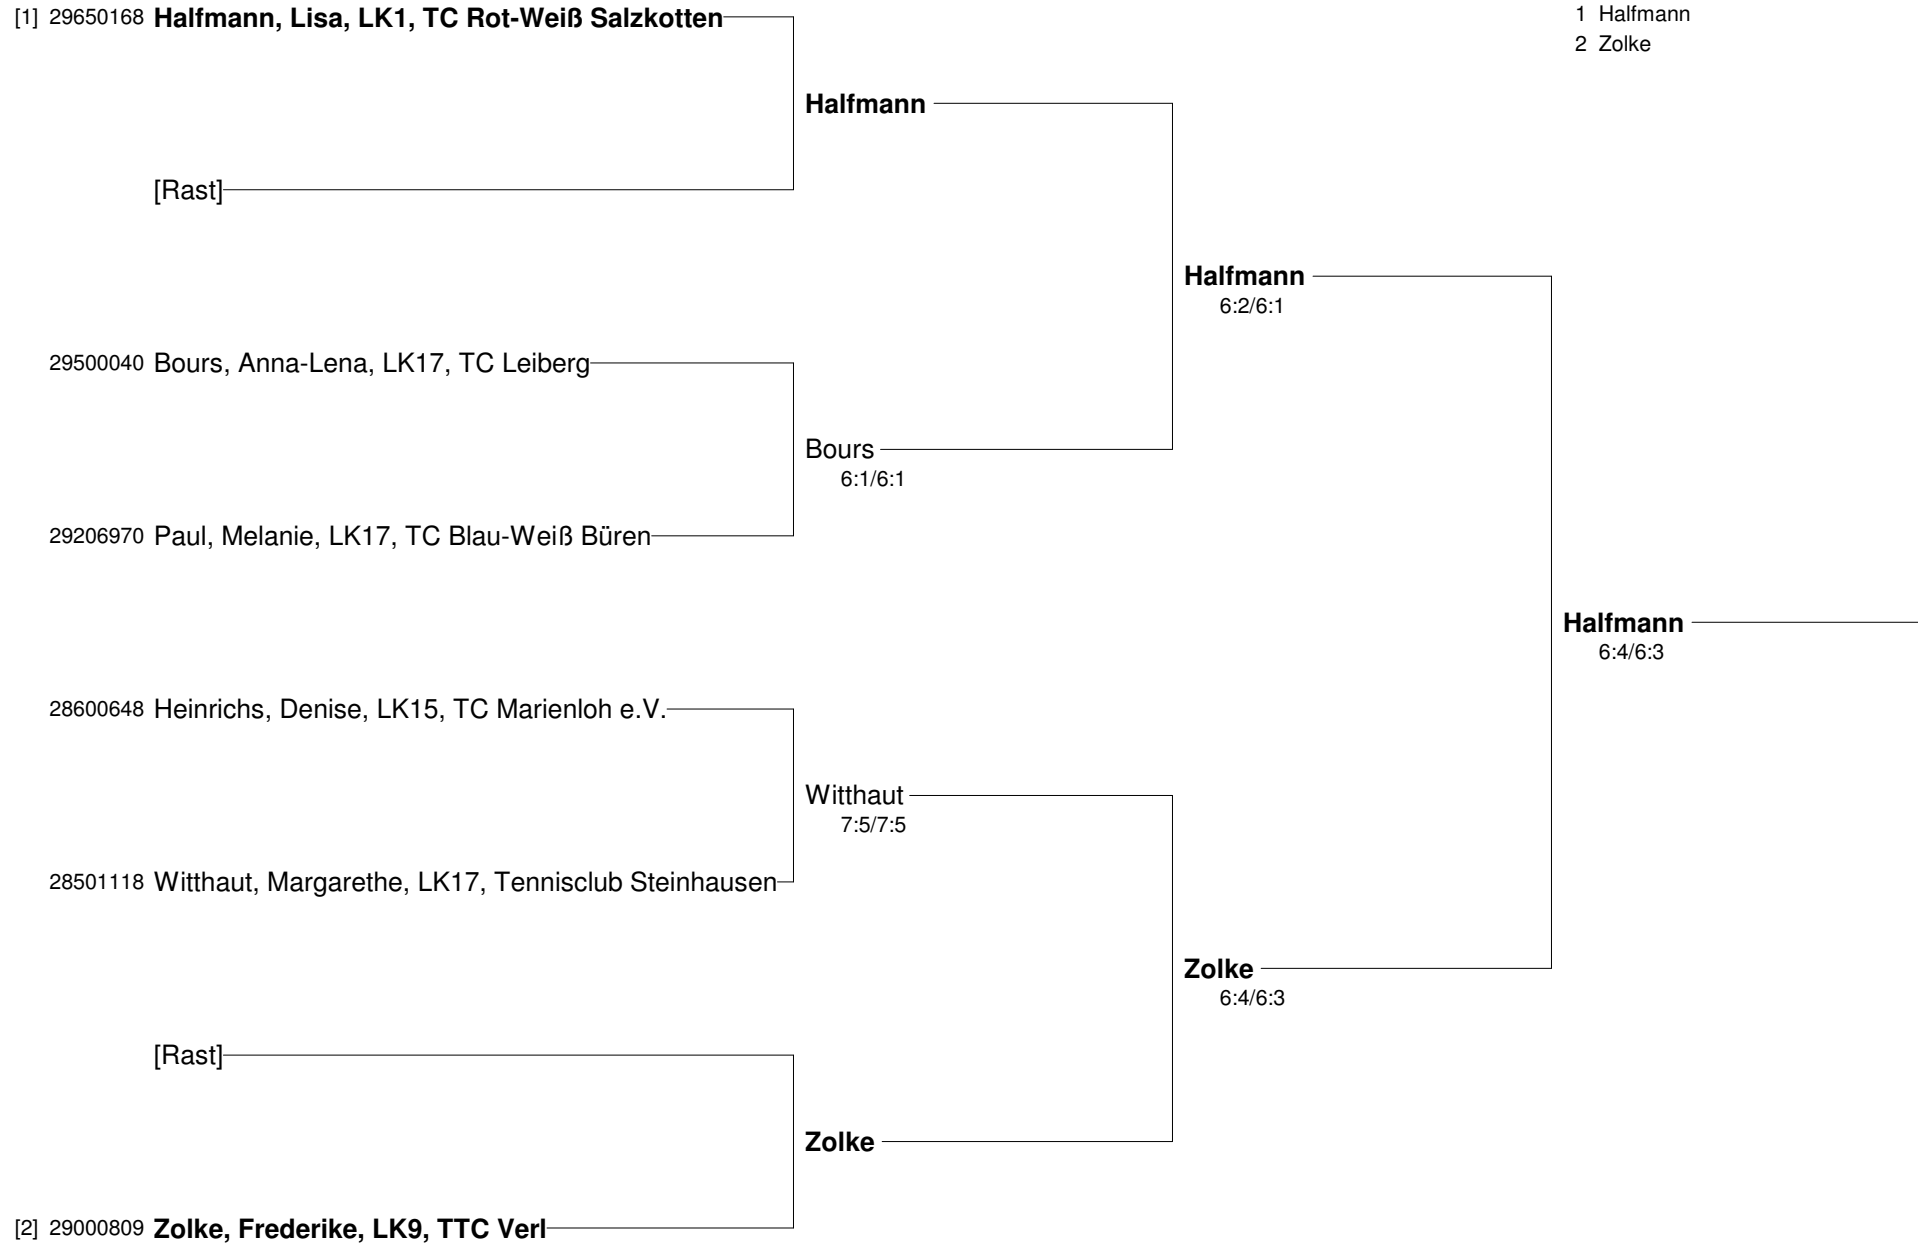 [1] 29650168 Halfmann, Lisa, LK1, TC Rot-Weiß Salzkotten
1 Halfmann
2 Zolke
Halfmann
[Rast]
Halfmann
6:2/6:1
29500040 Bours, Anna-Lena, LK17, TC Leiberg
Bours
6:1/6:1
29206970 Paul, Melanie, LK17, TC Blau-Weiß Büren
Halfmann
6:4/6:3
28600648 Heinrichs, Denise, LK15, TC Marienloh e.V.
Witthaut
7:5/7:5
28501118 Witthaut, Margarethe, LK17, Tennisclub Steinhausen
Zolke
6:4/6:3
[Rast]
Zolke
[2] 29000809 Zolke, Frederike, LK9, TTC Verl